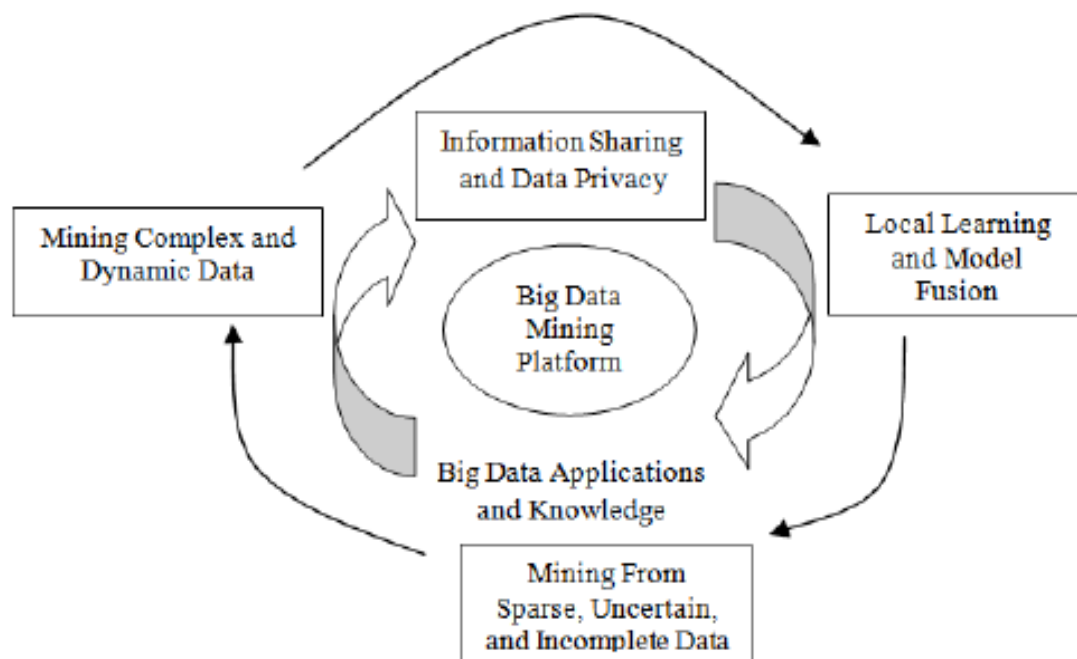 Information Sharing
and Data Privacy
Mining Complex and
Dynamic Data
Local Learning
and Model
Fusion
Big Data
Mining
Platform
Big Data Applications
and Knowledge
Mining From
Sparse, Uncertain,
and Incomplete Data